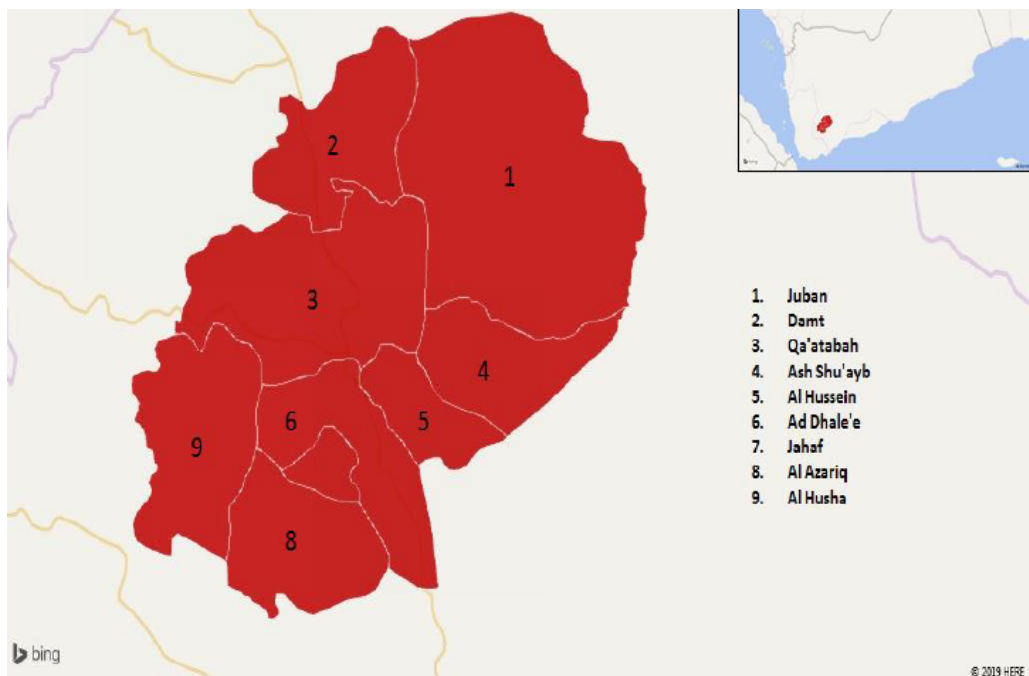 2
1
3
4
5
6
9
8
1. Juban
2. Damt
3. Qa'atabah
4. Ash Shu'ayb
5. Al Hussein
6. Ad Dhale'e
7. Jahaf
8. Al Azariq
9. Al Husha
bing
© 2019 HERE